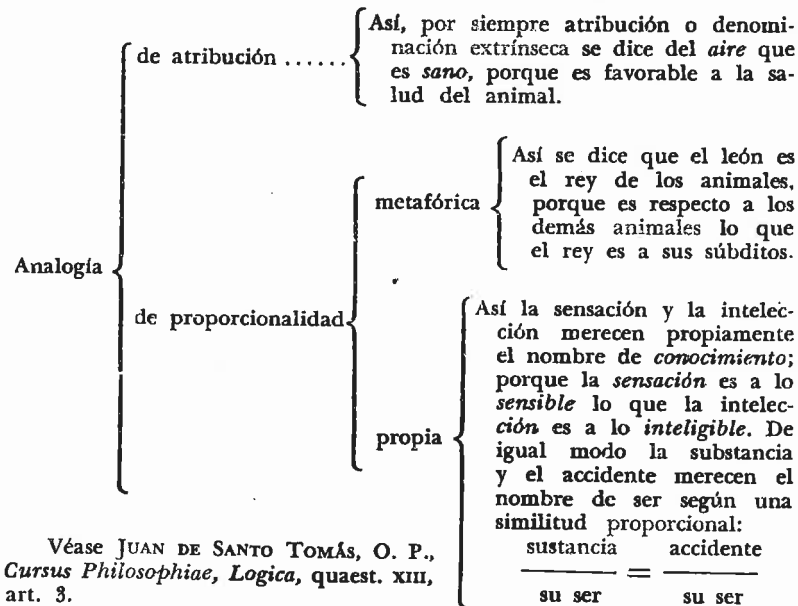 Analogía
de atribución ......
Así, por siempre atribución o denomi-
nación extrínseca se dice del aire que
es sano, porque es favorable a la sa-
lud del animal.
de proporcionalidad
metafórica
Así se dice que el león es
el rey de los animales,
porque es respecto a los
demás animales lo que
el rey es a sus súbditos.
propia
Así la sensación y la intelec-
ción merecen propiamente
el nombre de conocimiento;
porque la sensación es a lo
sensible lo que la intelec-
ción es a lo inteligible. De
igual modo la substancia
y el accidente merecen el
nombre de ser según una
similitud proporcional:
sustancia accidente
=
su ser su ser
Véase JUAN DE SANTO TOMÁS, O. P.,
Cursus Philosophiae, Logica, quaest. XIII,
art. 3.